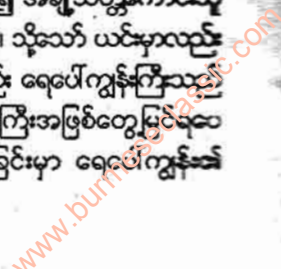 ။ သို့သော် ယင်းမှာလည်း
ရေပေါ်ကျွန်းကြီးသည်
ကြီးအဖြစ်တွေ့မြင်ရပေ
ခြင်းမှာ ရေပေါ်ကျွန်း၏
www.burmeseclassic.com